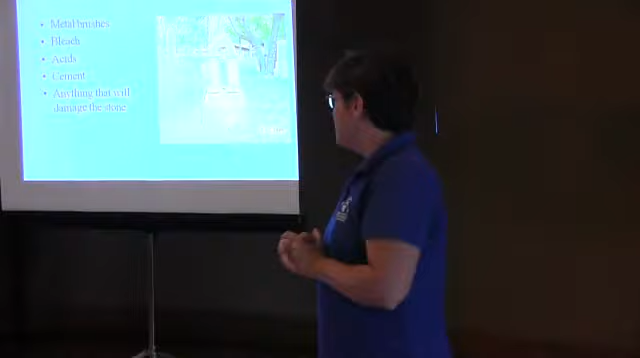 Metal brushes
Bleach
Acids
Cement
Anything that will
damage the stone